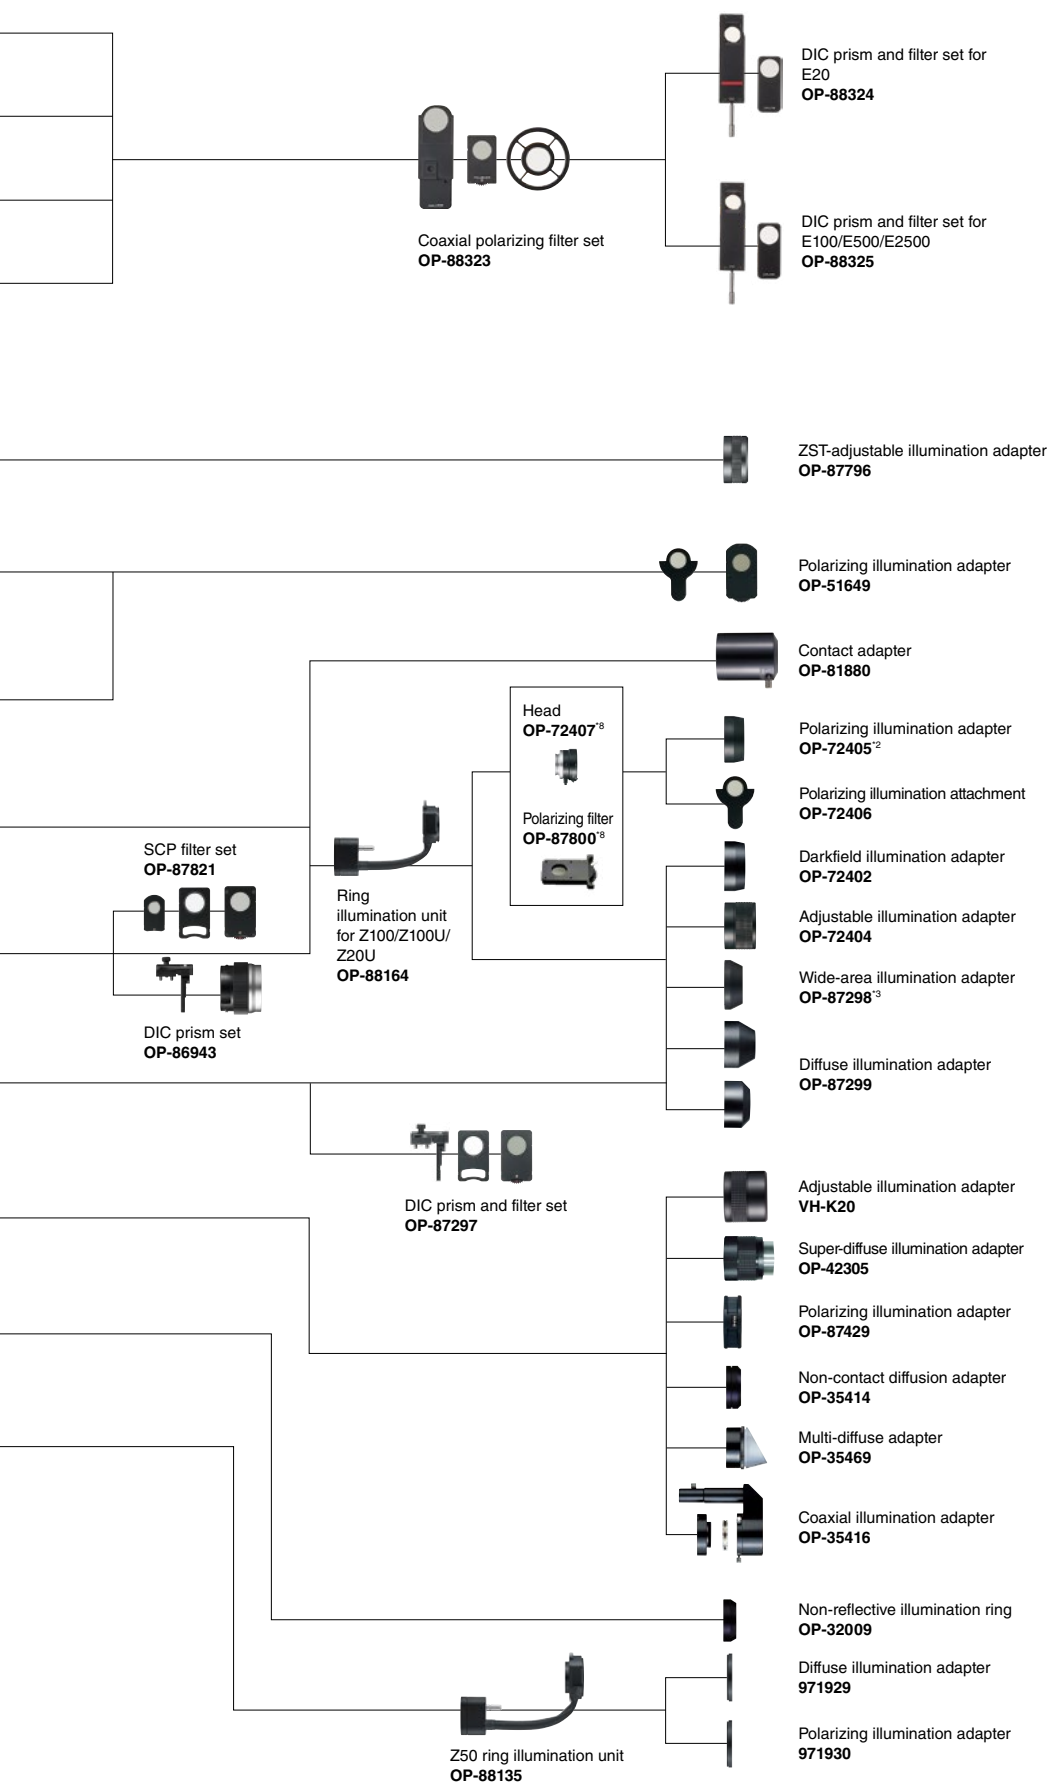 DIC prism and filter set for
E20
OP-88324
Coaxial polarizing filter set
OP-88323
DIC prism and filter set for
E100/E500/E2500
OP-88325
ZST-adjustable illumination adapter
OP-87796
Polarizing illumination adapter
OP-51649
Contact adapter
OP-81880
Head
OP-72407*8
Polarizing filter
OP-87800*8
Polarizing illumination adapter
OP-72405*2
Polarizing illumination attachment
OP-72406
SCP filter set
OP-87821
Ring
illumination unit
for Z100/Z100U/
Z20U
OP-88164
Darkfield illumination adapter
OP-72402
Adjustable illumination adapter
OP-72404
Wide-area illumination adapter
OP-87298*3
DIC prism set
OP-86943
Diffuse illumination adapter
OP-87299
DIC prism and filter set
OP-87297
Adjustable illumination adapter
VH-K20
Super-diffuse illumination adapter
OP-42305
Polarizing illumination adapter
OP-87429
Non-contact diffusion adapter
OP-35414
Multi-diffuse adapter
OP-35469
Coaxial illumination adapter
OP-35416
Non-reflective illumination ring
OP-32009
Diffuse illumination adapter
971929
Z50 ring illumination unit
OP-88135
Polarizing illumination adapter
971930